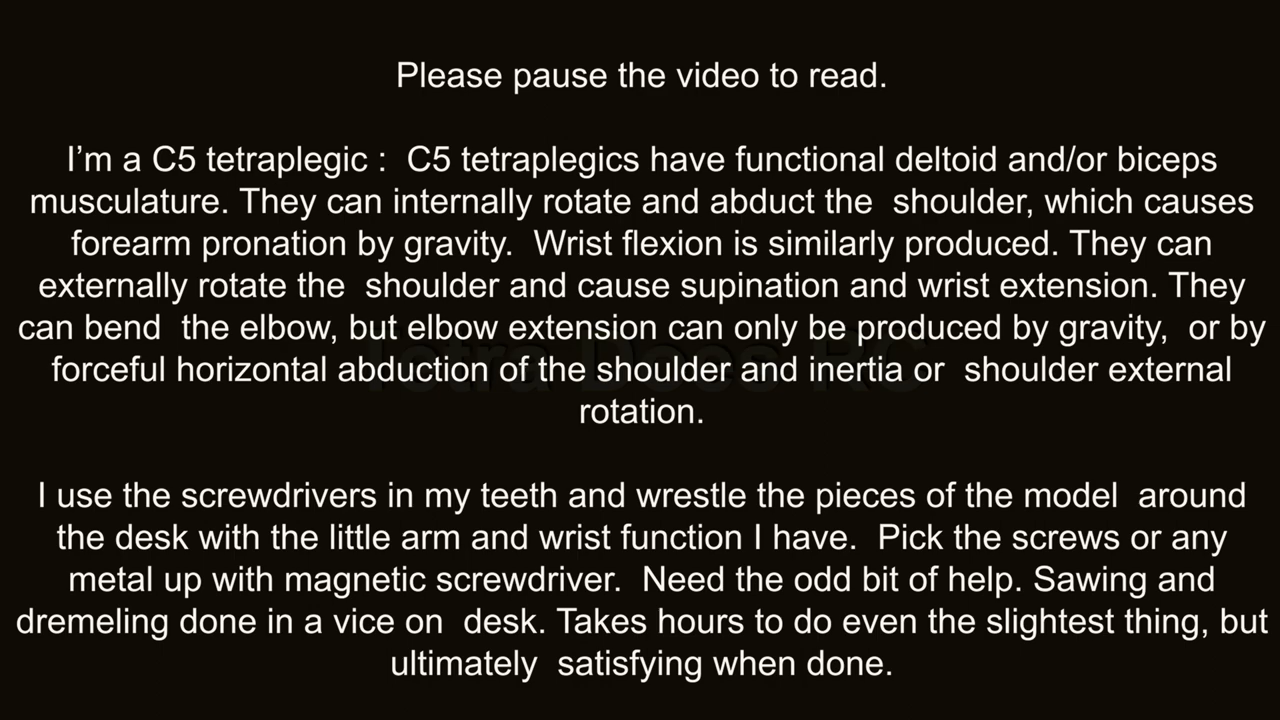 Please pause the video to read.
I'm a C5 tetraplegic :  C5 tetraplegics have functional deltoid and/or biceps
musculature. They can internally rotate and abduct the  shoulder, which causes
forearm pronation by gravity.  Wrist flexion is similarly produced. They can
externally rotate the  shoulder and cause supination and wrist extension. They
can bend  the elbow, but elbow extension can only be produced by gravity,  or by
forceful horizontal abduction of the shoulder and inertia or  shoulder external
rotation.
I use the screwdrivers in my teeth and wrestle the pieces of the model  around
the desk with the little arm and wrist function I have.  Pick the screws or any
metal up with magnetic screwdriver.  Need the odd bit of help. Sawing and
dremeling done in a vice on  desk. Takes hours to do even the slightest thing, but
ultimately  satisfying when done.
Tetra Does RC